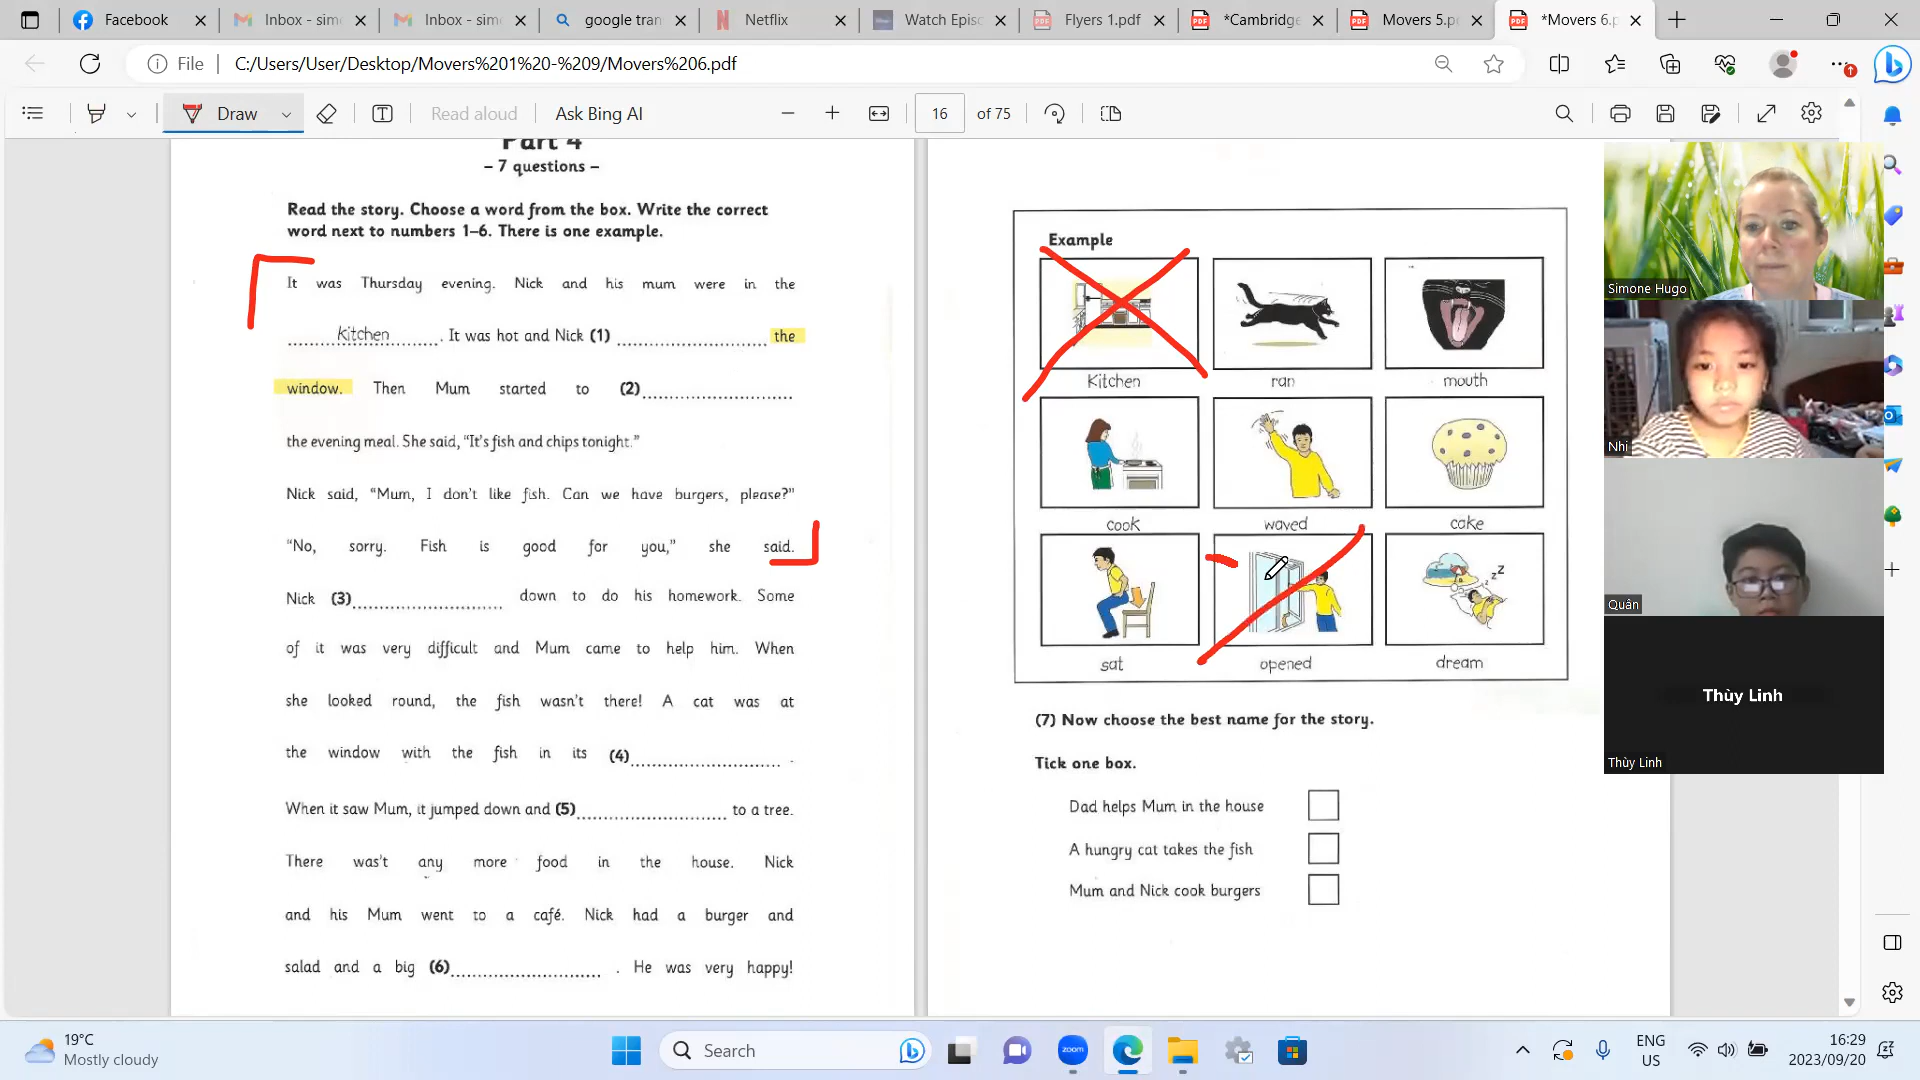 Facebook
Inbox - sim
Inbox - sim
google tran
Netflix
Watch Epis
Flyers 1.pdf
*Cambridge
Movers 5.p
*Movers 6.p
File
C:/Users/User/Desktop/Movers%201%20-%209/Movers%206.pdf
Draw
Read aloud
Ask Bing AI
16
of 75
Part 4
– 7 questions –
Read the story. Choose a word from the box. Write the correct
word next to numbers 1–6. There is one example.
It was Thursday evening. Nick and his mum were in the
kitchen. It was hot and Nick (1) ........................... the
window. Then Mum started to (2) ...........................
the evening meal. She said, “It’s fish and chips tonight.”
Nick said, “Mum, I don’t like fish. Can we have burgers, please?”
“No, sorry. Fish is good for you,” she said.
Nick (3) ........................... down to do his homework. Some
of it was very difficult and Mum came to help him. When
she looked round, the fish wasn’t there! A cat was at
the window with the fish in its (4) ........................... .
When it saw Mum, it jumped down and (5) ........................... to a tree.
There was't any more food in the house. Nick
and his Mum went to a café. Nick had a burger and
salad and a big (6) ........................... . He was very happy!
Example
kitchen
ran
mouth
cook
waved
cake
sat
opened
dream
zZZ
(7) Now choose the best name for the story.
Tick one box.
Dad helps Mum in the house
A hungry cat takes the fish
Mum and Nick cook burgers
Simone Hugo
Nhi
Quân
Thùy Linh
Thùy Linh
19°C
Mostly cloudy
Search
zoom
ENG
US
16:29
2023/09/20